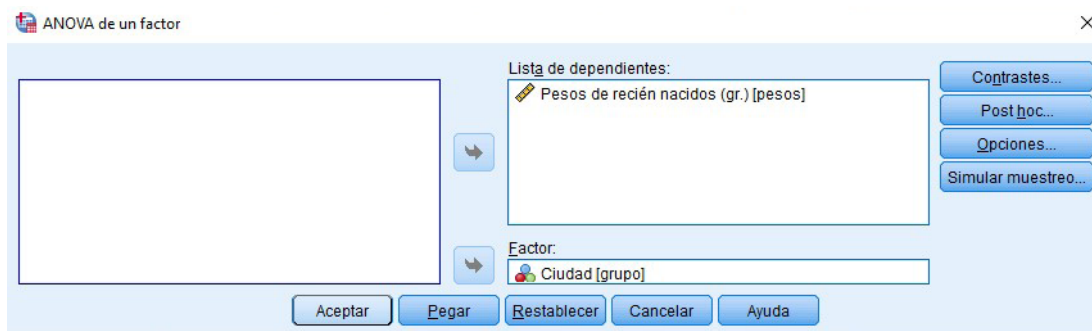 ANOVA de un factor
Lista de dependientes:
Pesos de recién nacidos (gr.) [pesos]
Contrastes...
Post hoc...
Opciones...
Simular muestreo...
Factor:
Ciudad [grupo]
Aceptar Pegar Restablecer Cancelar Ayuda